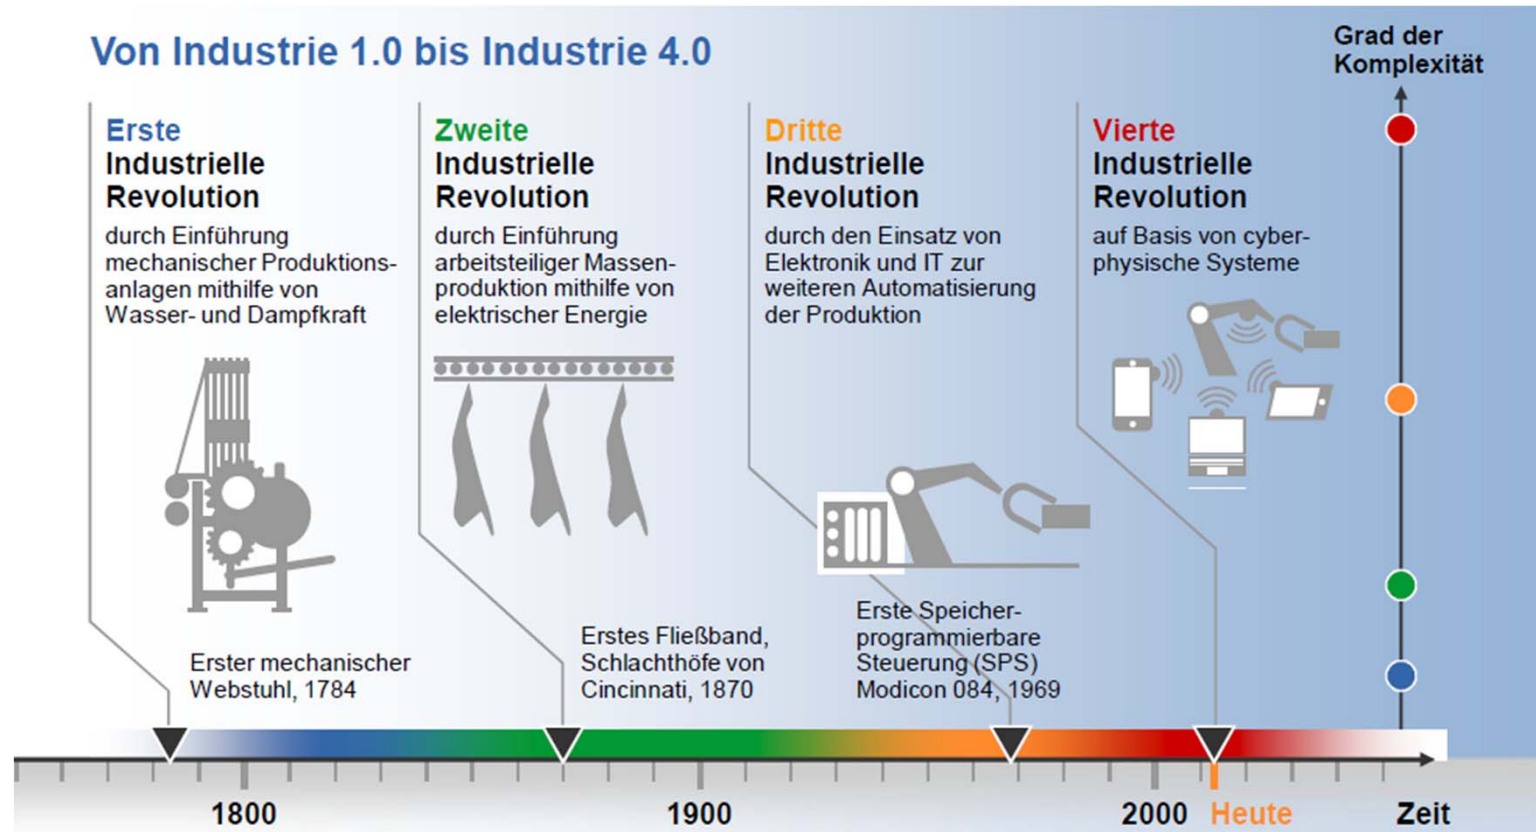 Von Industrie 1.0 bis Industrie 4.0
Grad der
Komplexität
Erste
Industrielle
Revolution
durch Einführung
mechanischer Produktions-
anlagen mithilfe von
Wasser- und Dampfkraft
Erster mechanischer
Webstuhl, 1784
Zweite
Industrielle
Revolution
durch Einführung
arbeitsteiliger Massen-
produktion mithilfe von
elektrischer Energie
Erstes Fließband,
Schlachthöfe von
Cincinnati, 1870
Dritte
Industrielle
Revolution
durch den Einsatz von
Elektronik und IT zur
weiteren Automatisierung
der Produktion
Erste Speicher-
programmierbare
Steuerung (SPS)
Modicon 084, 1969
Vierte
Industrielle
Revolution
auf Basis von cyber-
physische Systeme
1800
1900
2000
Heute
Zeit